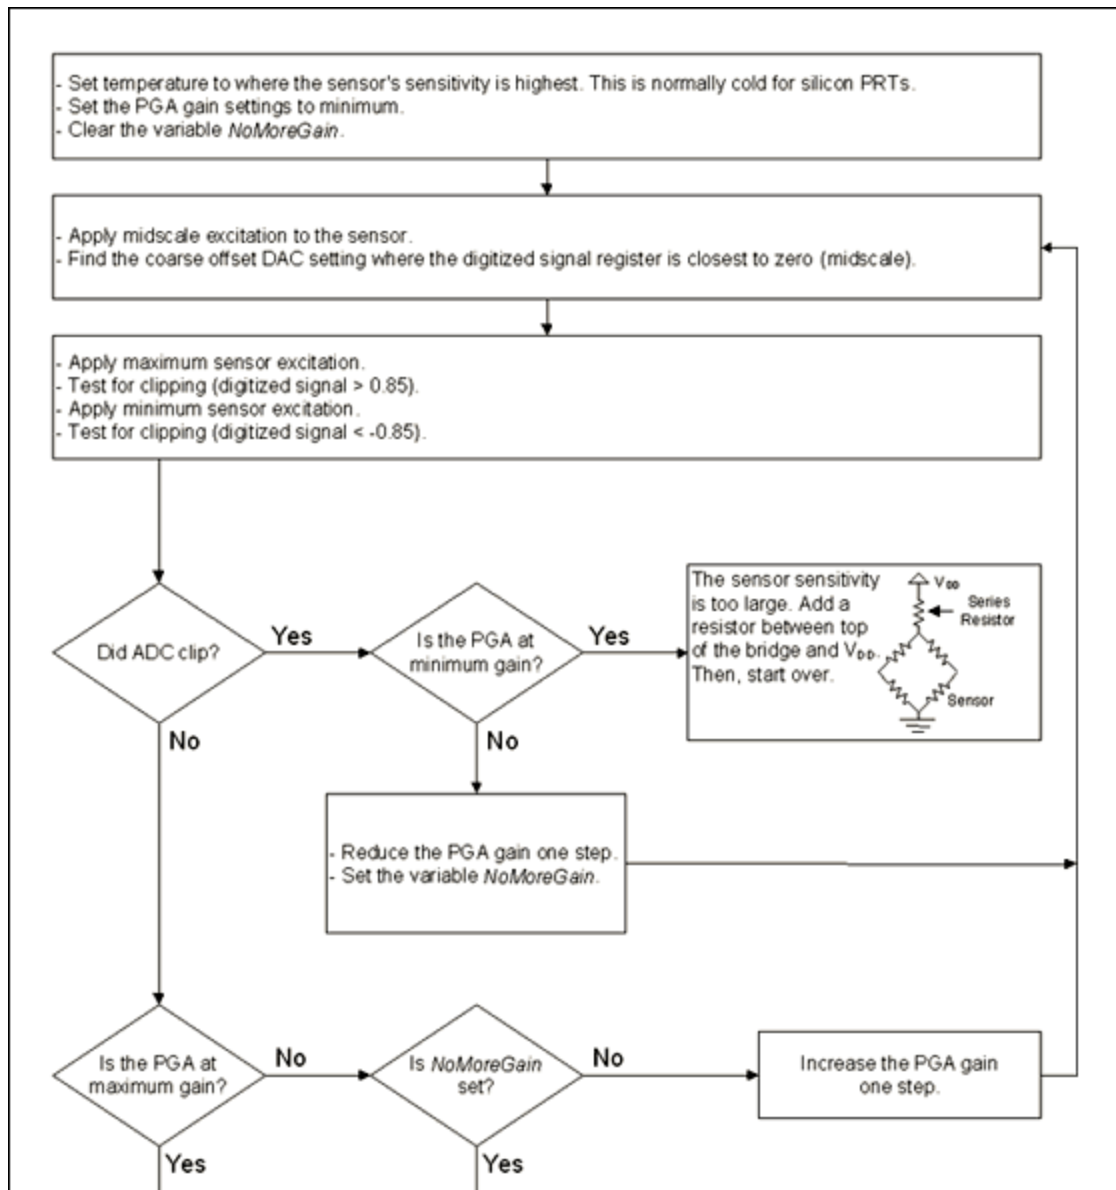 - Set temperature to where the sensor's sensitivity is highest. This is normally cold for silicon PRTs.
- Set the PGA gain settings to minimum.
- Clear the variable NoMoreGain.
- Apply midscale excitation to the sensor.
- Find the coarse offset DAC setting where the digitized signal register is closest to zero (midscale).
- Apply maximum sensor excitation.
- Test for clipping (digitized signal > 0.85).
- Apply minimum sensor excitation.
- Test for clipping (digitized signal < -0.85).
Did ADC clip?
Yes
No
Is the PGA at
minimum gain?
Yes
No
The sensor sensitivity
is too large. Add a
resistor between top
of the bridge and VDD.
Then, start over.
VDD
Series
Resistor
Sensor
- Reduce the PGA gain one step.
- Set the variable NoMoreGain.
Is the PGA at
maximum gain?
No
Yes
Is NoMoreGain
set?
No
Yes
Increase the PGA gain
one step.